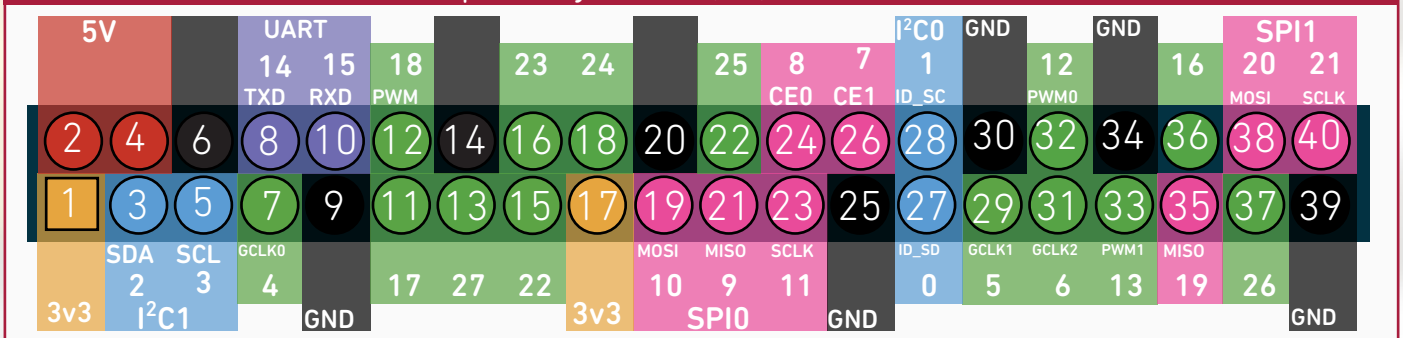 5V UART I²C0 GND GND SPI1
14 15 18 23 24 25 8 7 1 12 16 20 21
TXD RXD PWM CE0 CE1 ID_SC PWM0 MOSI SCLK
2 4 6 8 10 12 14 16 18 20 22 24 26 28 30 32 34 36 38 40
1 3 5 7 9 11 13 15 17 19 21 23 25 27 29 31 33 35 37 39
SDA SCL GCLK0 MOSI MISO SCLK ID_SD GCLK1 GCLK2 PWM1 MISO
2 3 4 17 27 22 10 9 11 0 5 6 13 19 26
3v3 I²C1 GND 3v3 SPI0 GND GND